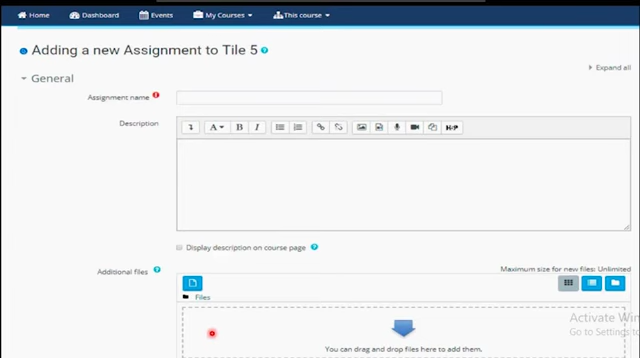 Home Dashboard Events My Courses This course
Adding a new Assignment to Tile 5
Expand all
General
Assignment name
Description
A B I H-P
Display description on course page
Additional files
Maximum size for new files: Unlimited
Files
You can drag and drop files here to add them.
Activate Win
Go to Settings to